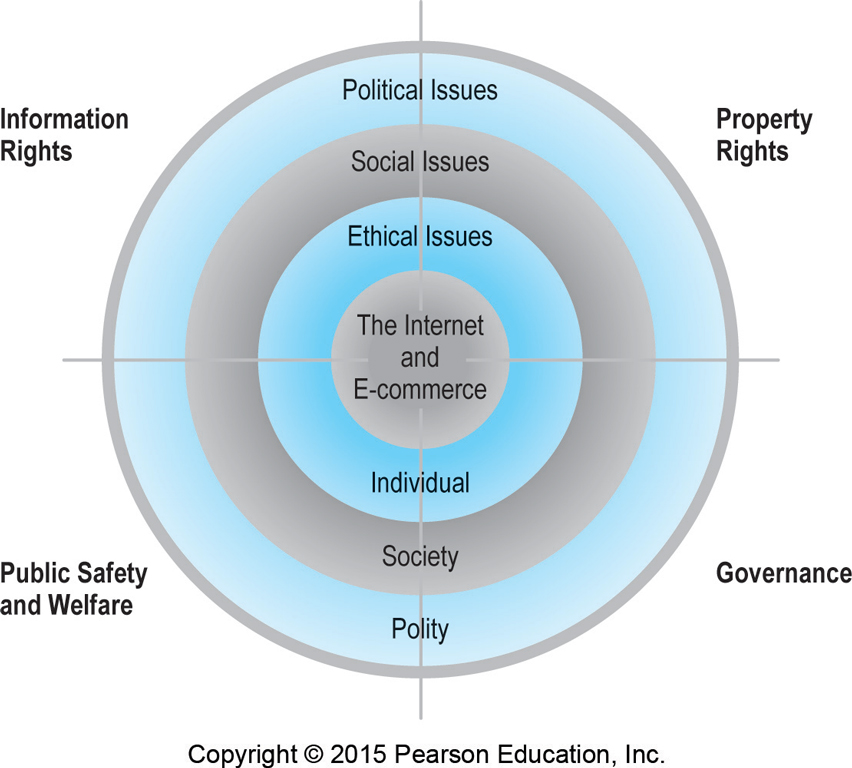 Political Issues
Information
Rights
Property
Rights
Social Issues
Ethical Issues
The Internet
and
E-commerce
Individual
Society
Public Safety
and Welfare
Governance
Polity
Copyright © 2015 Pearson Education, Inc.